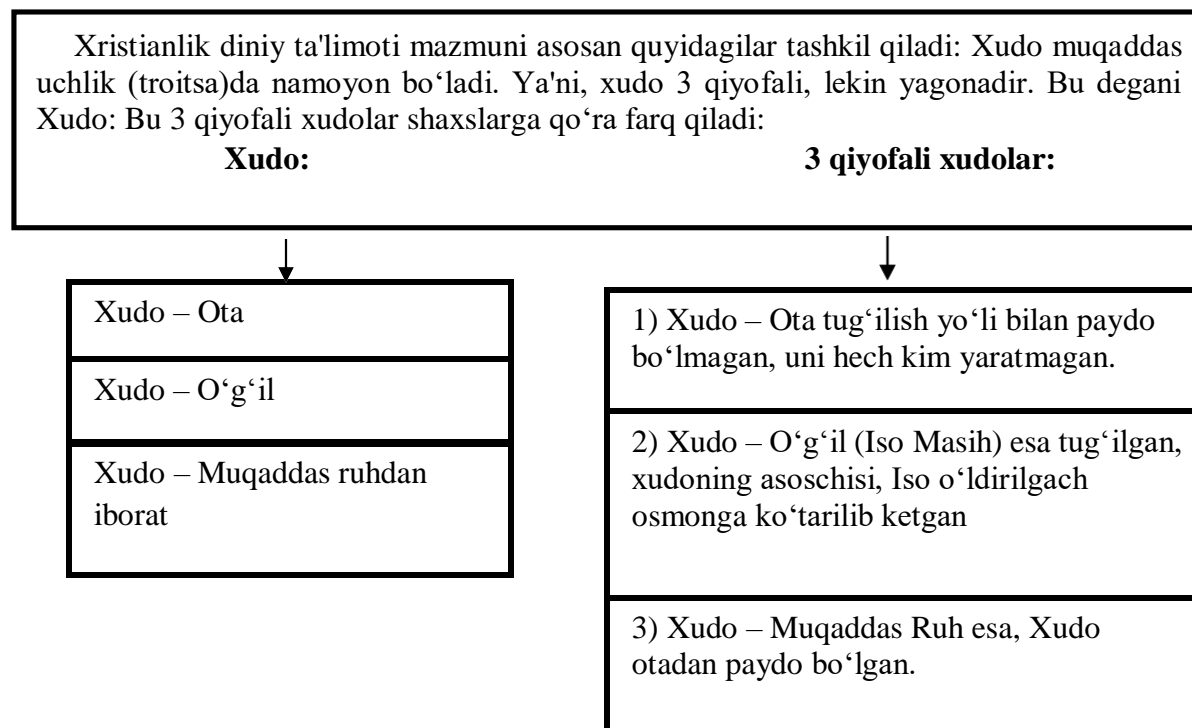 Xristianlik diniy ta'limoti mazmuni asosan quyidagilar tashkil qiladi: Xudo muqaddas
uchlik (troitsa)da namoyon bo‘ladi. Ya'ni, xudo 3 qiyofali, lekin yagonadir. Bu degani
Xudo: Bu 3 qiyofali xudolar shaxslarga qo‘ra farq qiladi:
Xudo: 3 qiyofali xudolar:
Xudo – Ota
Xudo – O‘g‘il
Xudo – Muqaddas ruhdan
iborat
1) Xudo – Ota tug‘ilish yo‘li bilan paydo
bo‘lmagan, uni hech kim yaratmagan.
2) Xudo – O‘g‘il (Iso Masih) esa tug‘ilgan,
xudoning asoschisi, Iso o‘ldirilgach
osmonga ko‘tarilib ketgan
3) Xudo – Muqaddas Ruh esa, Xudo
otadan paydo bo‘lgan.